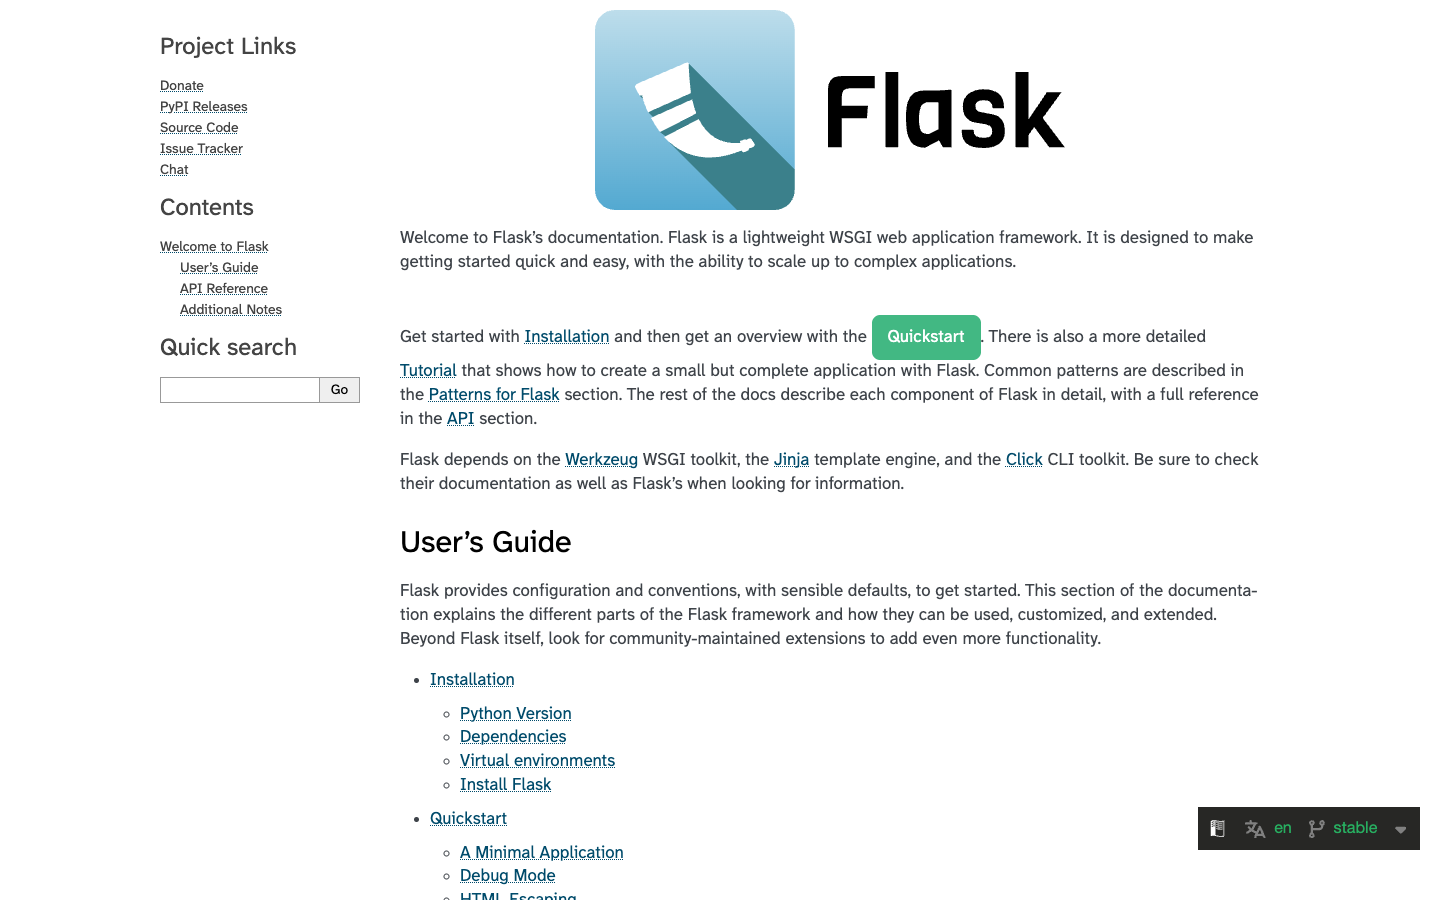 Project Links
Donate
PyPI Releases
Source Code
Issue Tracker
Chat
Contents
Welcome to Flask
User’s Guide
API Reference
Additional Notes
Quick search
Go
Flask
Welcome to Flask’s documentation. Flask is a lightweight WSGI web application framework. It is designed to make
getting started quick and easy, with the ability to scale up to complex applications.
Get started with Installation and then get an overview with the Quickstart. There is also a more detailed
Tutorial that shows how to create a small but complete application with Flask. Common patterns are described in
the Patterns for Flask section. The rest of the docs describe each component of Flask in detail, with a full reference
in the API section.
Flask depends on the Werkzeug WSGI toolkit, the Jinja template engine, and the Click CLI toolkit. Be sure to check
their documentation as well as Flask’s when looking for information.
User’s Guide
Flask provides configuration and conventions, with sensible defaults, to get started. This section of the documenta-
tion explains the different parts of the Flask framework and how they can be used, customized, and extended.
Beyond Flask itself, look for community-maintained extensions to add even more functionality.
Installation
Python Version
Dependencies
Virtual environments
Install Flask
Quickstart
A Minimal Application
Debug Mode
HTML Escaping
en stable